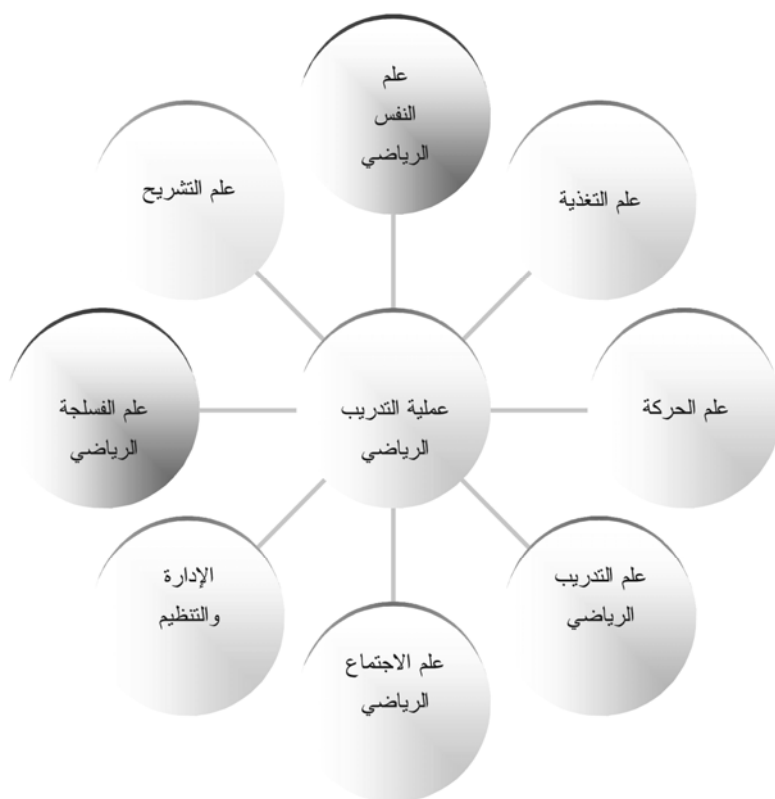 علم
النفس
الرياضي
علم التغذية
علم التشريح
علم الحركة
عملية التدريب
الرياضي
علم الفسلجة
الرياضي
علم التدريب
الرياضي
الإدارة
والتنظيم
علم الاجتماع
الرياضي